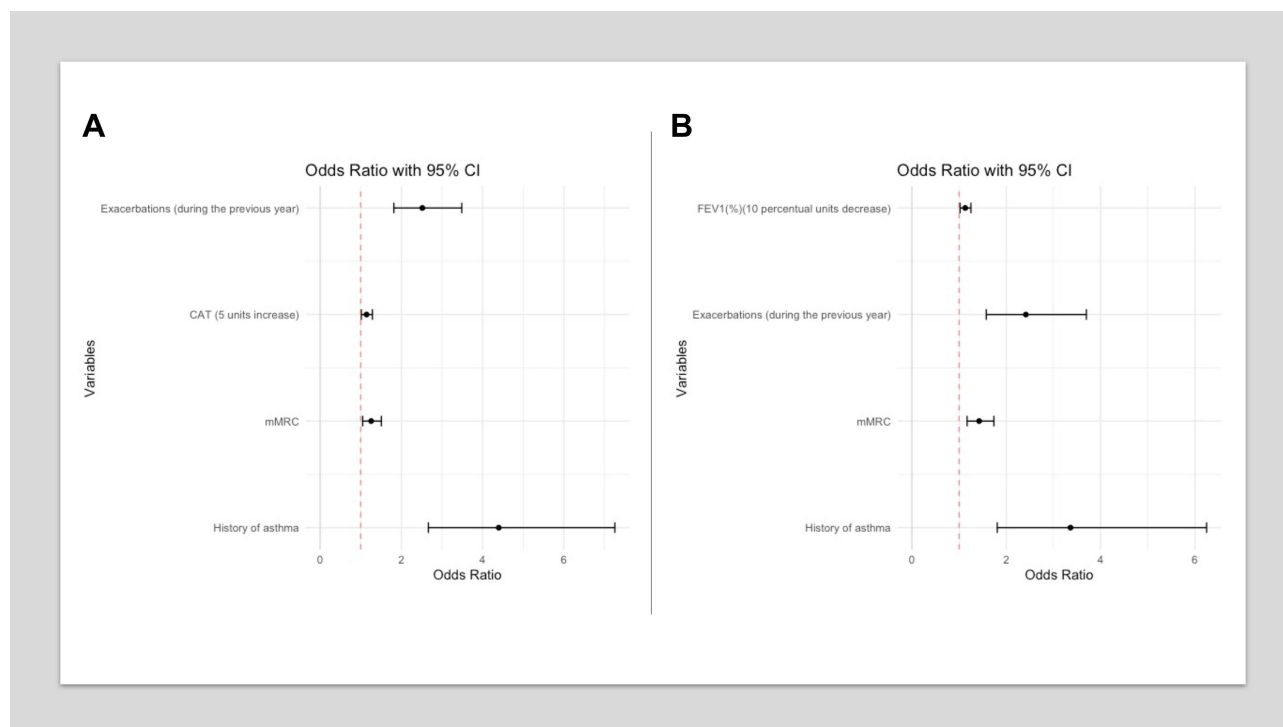 A
Odds Ratio with 95% CI
Exacerbations (during the previous year)
CAT (5 units increase)
mMRC
History of asthma
Variables
0 2 4 6
Odds Ratio
B
Odds Ratio with 95% CI
FEV1(%)(10 percentual units decrease)
Exacerbations (during the previous year)
mMRC
History of asthma
Variables
0 2 4 6
Odds Ratio